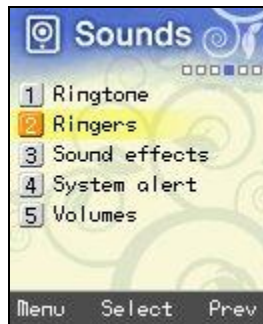 Sounds
1 Ringtone
2 Ringers
3 Sound effects
4 System alert
5 Volumes
Menu Select Prev